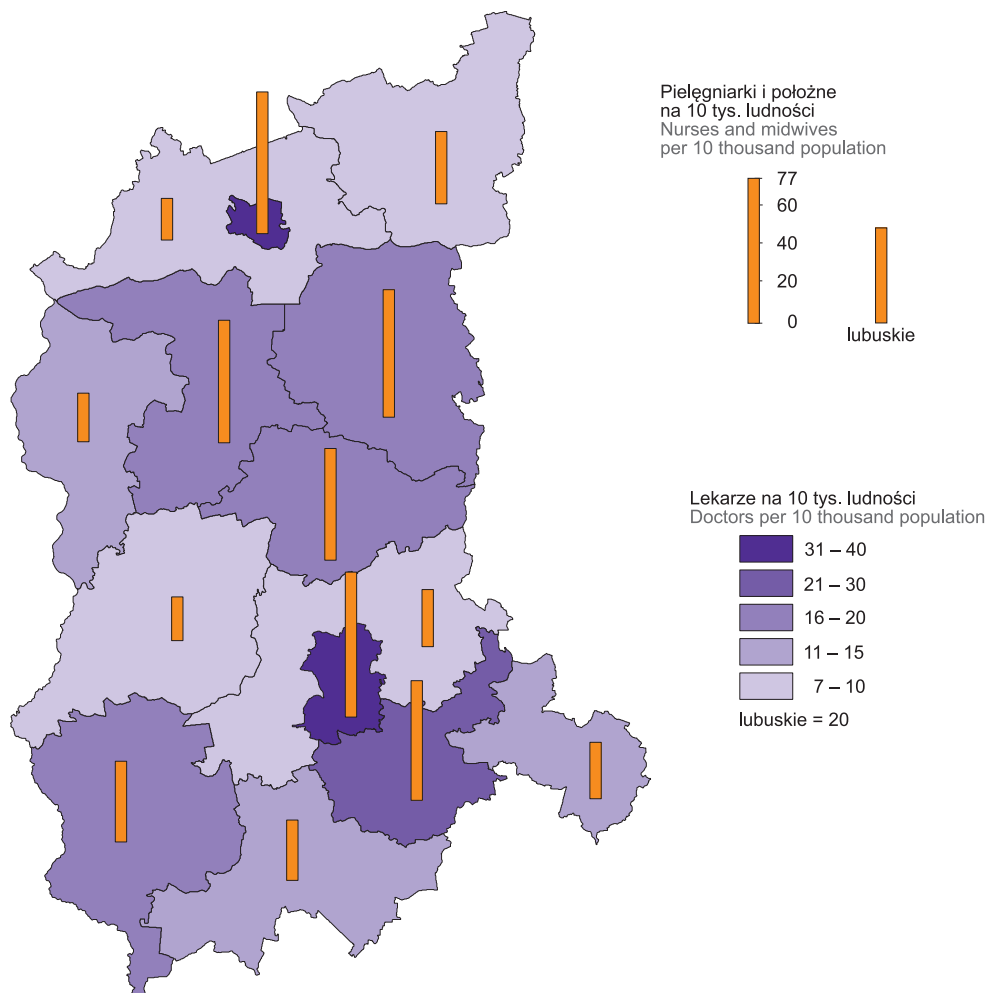 Pielęgniarki i położne
na 10 tys. ludności
Nurses and midwives
per 10 thousand population
77
60
40
20
0
lubuskie
Lekarze na 10 tys. ludności
Doctors per 10 thousand population
31 – 40
21 – 30
16 – 20
11 – 15
7 – 10
lubuskie = 20